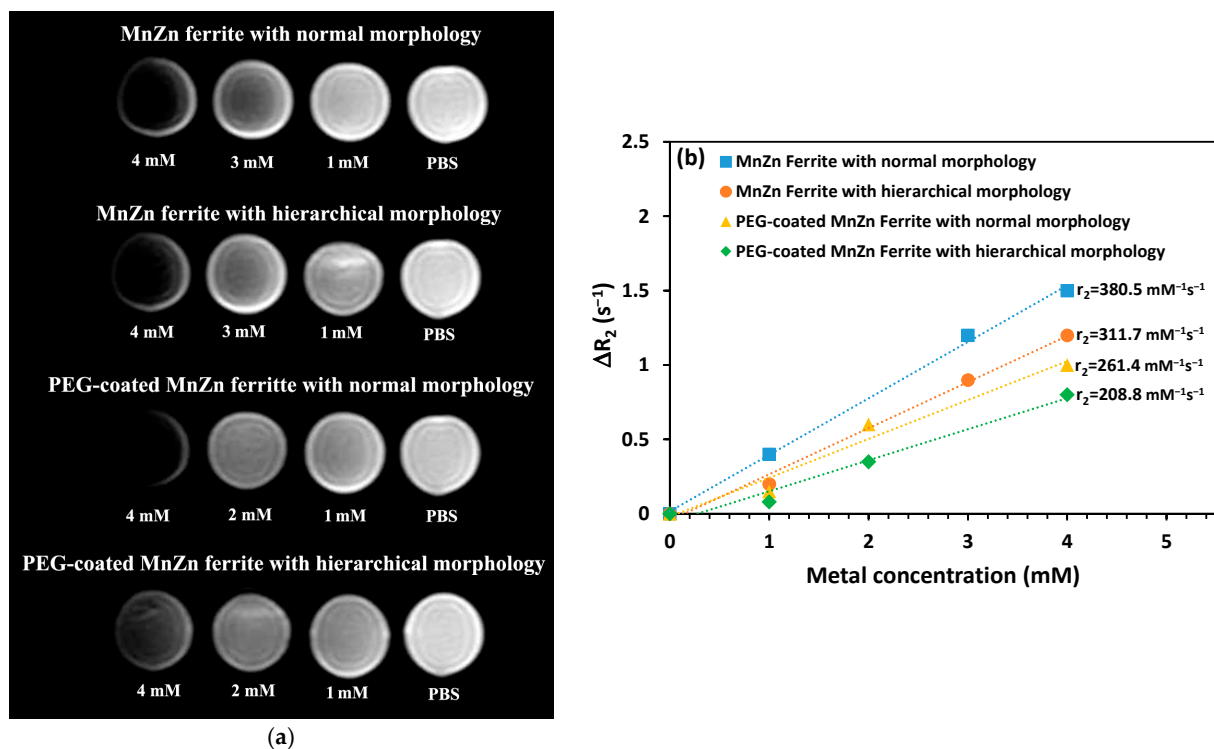 MnZn ferrite with normal morphology
4 mM 3 mM 1 mM PBS
MnZn ferrite with hierarchical morphology
4 mM 3 mM 1 mM PBS
PEG-coated MnZn ferritte with normal morphology
4 mM 2 mM 1 mM PBS
PEG-coated MnZn ferrite with hierarchical morphology
4 mM 2 mM 1 mM PBS
(a)
(b)
MnZn Ferrite with normal morphology
MnZn Ferrite with hierarchical morphology
PEG-coated MnZn Ferrite with normal morphology
PEG-coated MnZn Ferrite with hierarchical morphology
2.5
2
1.5
1
0.5
0
ΔR₂ (s⁻¹)
r₂=380.5 mM⁻¹s⁻¹
r₂=311.7 mM⁻¹s⁻¹
r₂=261.4 mM⁻¹s⁻¹
r₂=208.8 mM⁻¹s⁻¹
0 1 2 3 4 5
Metal concentration (mM)